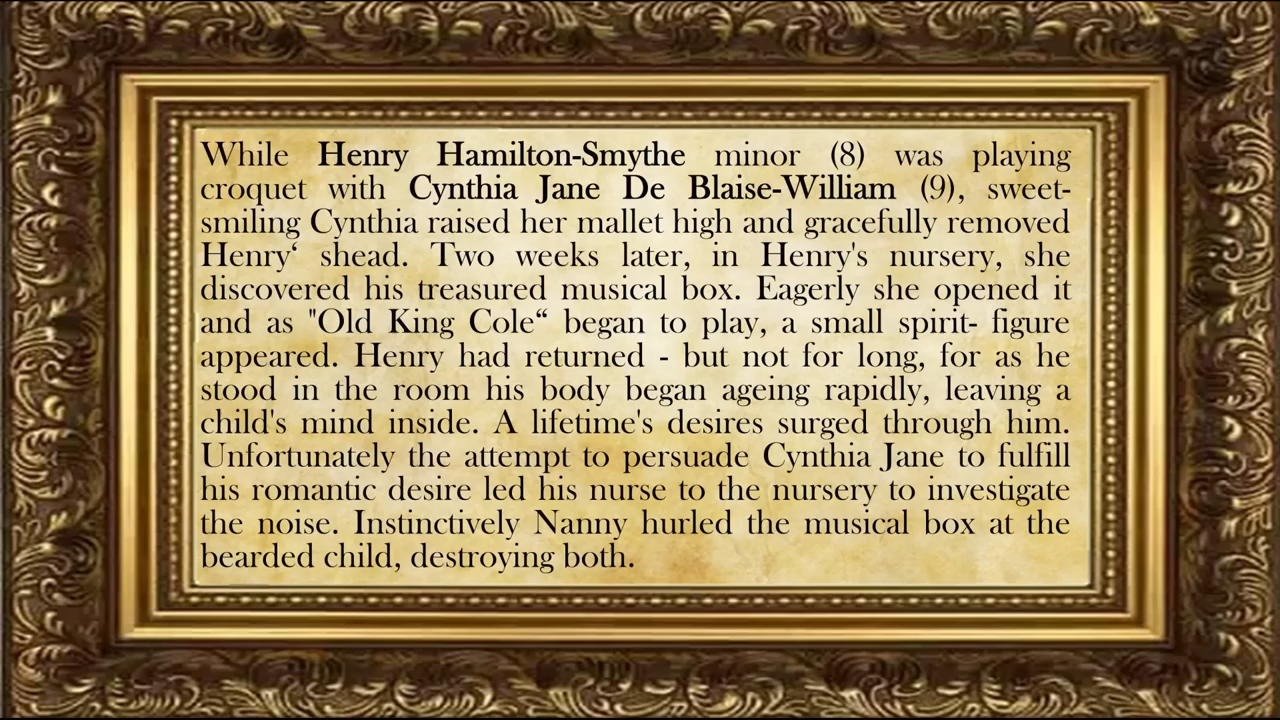 While Henry Hamilton-Smythe minor (8) was playing
croquet with Cynthia Jane De Blaise-William (9), sweet-
smiling Cynthia raised her mallet high and gracefully removed
Henry‘ shead. Two weeks later, in Henry's nursery, she
discovered his treasured musical box. Eagerly she opened it
and as "Old King Cole“ began to play, a small spirit- figure
appeared. Henry had returned - but not for long, for as he
stood in the room his body began ageing rapidly, leaving a
child's mind inside. A lifetime's desires surged through him.
Unfortunately the attempt to persuade Cynthia Jane to fulfill
his romantic desire led his nurse to the nursery to investigate
the noise. Instinctively Nanny hurled the musical box at the
bearded child, destroying both.